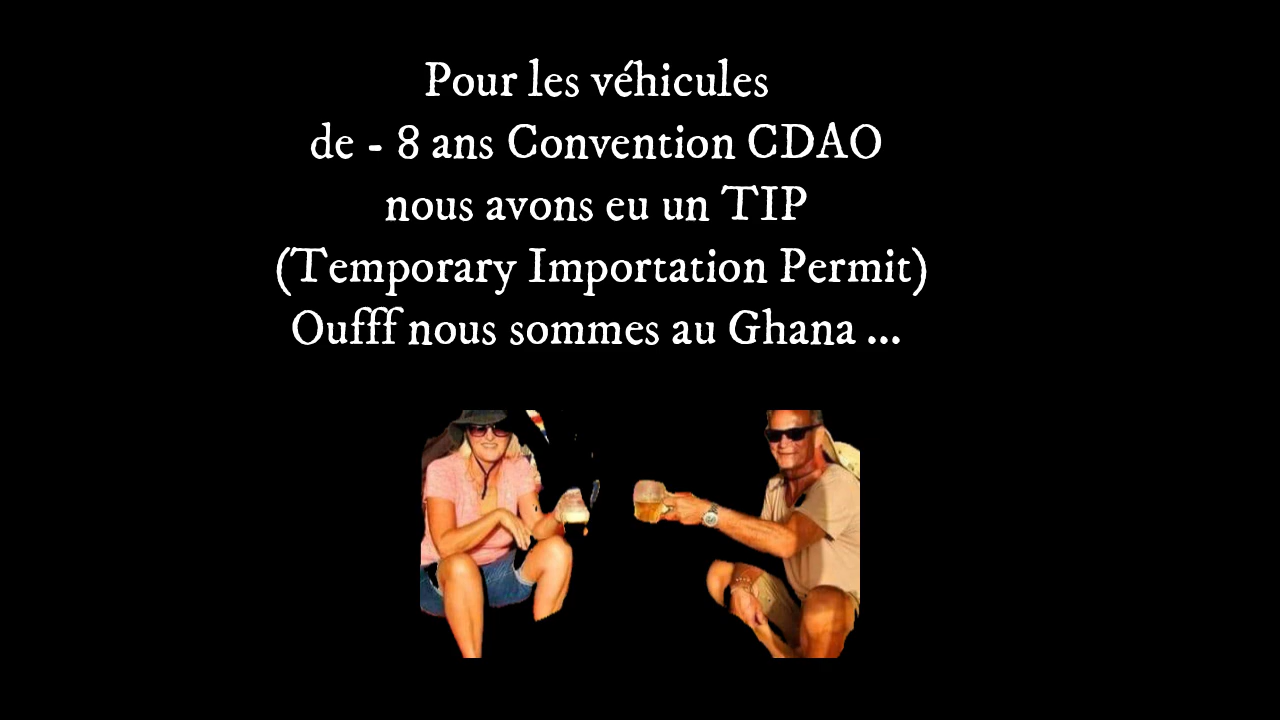 Pour les véhicules
de - 8 ans Convention CDAO
nous avons eu un TIP
(Temporary Importation Permit)
Oufff nous sommes au Ghana ...